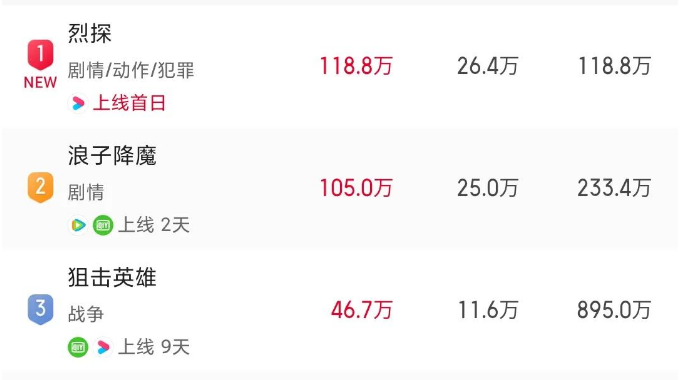 1
NEW
烈探
剧情/动作/犯罪
上线首日
118.8万 26.4万 118.8万
2
浪子降魔
剧情
上线 2天
105.0万 25.0万 233.4万
3
狙击英雄
战争
上线 9天
46.7万 11.6万 895.0万